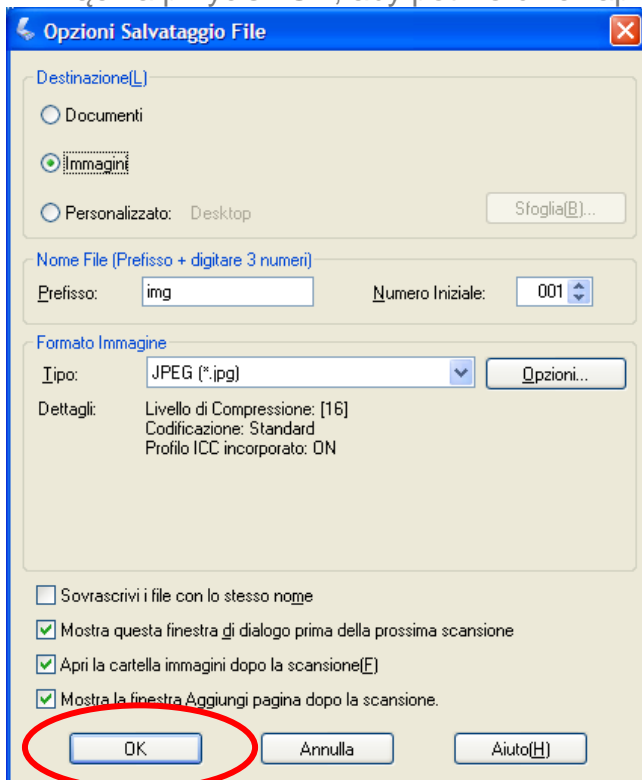 Opzioni Salvataggio File
Destinazione(L)
Documenti
Immagini
Personalizzato: Desktop Sfoglia(B)...
Nome File (Prefisso + digitare 3 numeri)
Prefisso: img Numero Iniziale: 001
Formato Immagine
Tipo: JPEG (*.jpg) Opzioni...
Dettagli: Livello di Compressione: [16]
Codificazione: Standard
Profilo ICC incorporato: ON
Sovrascrivi i file con lo stesso nome
Mostra questa finestra di dialogo prima della prossima scansione
Apri la cartella immagini dopo la scansione(F)
Mostra la finestra Aggiungi pagina dopo la scansione.
OK Annulla Aiuto(H)